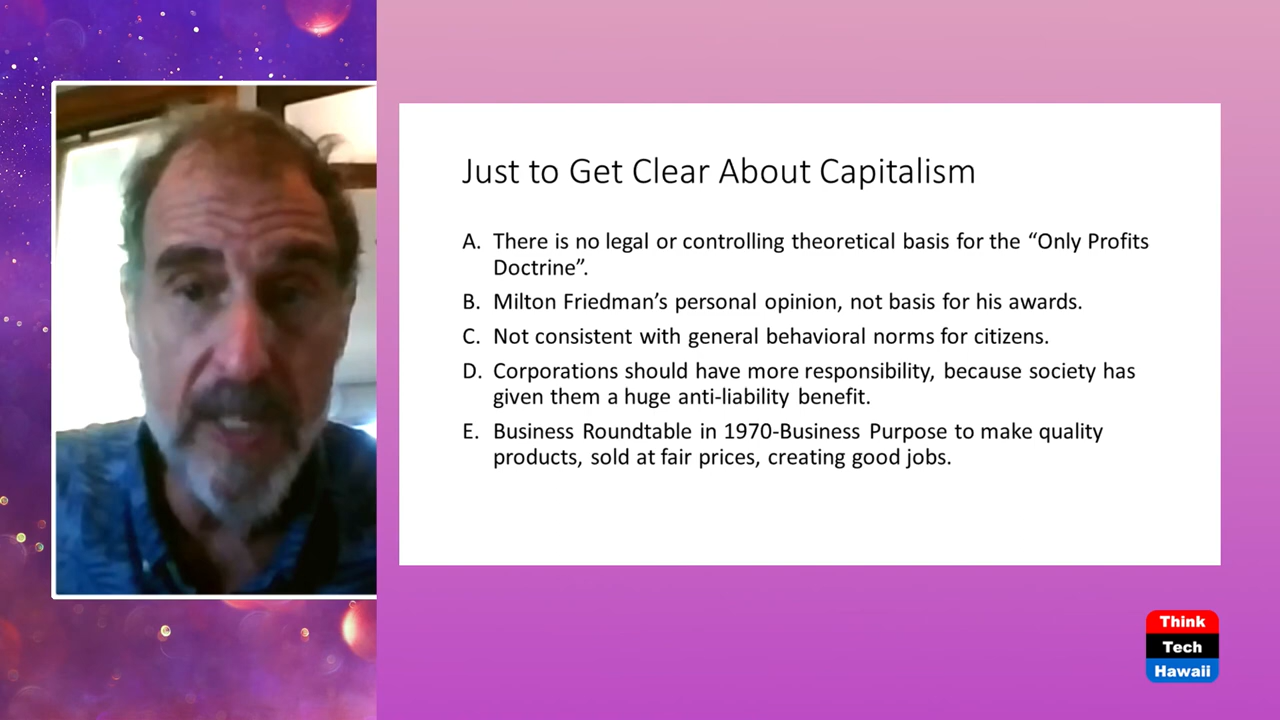 Just to Get Clear About Capitalism
A. There is no legal or controlling theoretical basis for the “Only Profits
Doctrine”.
B. Milton Friedman’s personal opinion, not basis for his awards.
C. Not consistent with general behavioral norms for citizens.
D. Corporations should have more responsibility, because society has
given them a huge anti-liability benefit.
E. Business Roundtable in 1970-Business Purpose to make quality
products, sold at fair prices, creating good jobs.
Think
Tech
Hawaii